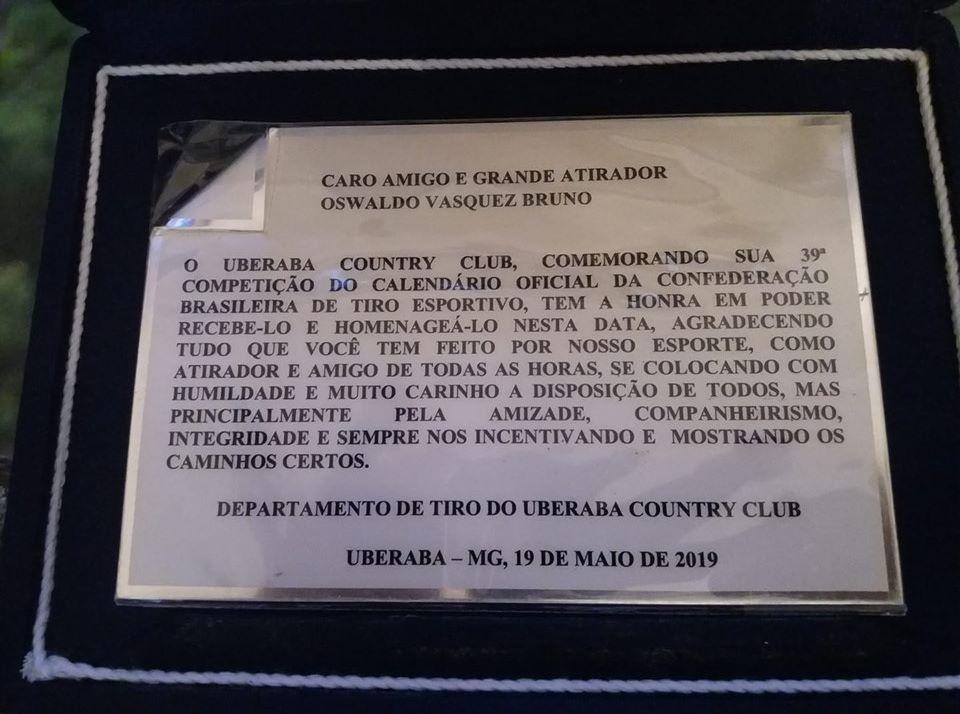 CARO AMIGO E GRANDE ATIRADOR
OSWALDO VASQUEZ BRUNO
O UBERABA COUNTRY CLUB, COMEMORANDO SUA 39ª
COMPETIÇÃO DO CALENDÁRIO OFICIAL DA CONFEDERAÇÃO
BRASILEIRA DE TIRO ESPORTIVO, TEM A HONRA EM PODER
RECEBE-LO E HOMENAGEÁ-LO NESTA DATA, AGRADECENDO
TUDO QUE VOCÊ TEM FEITO POR NOSSO ESPORTE, COMO
ATIRADOR E AMIGO DE TODAS AS HORAS, SE COLOCANDO COM
HUMILDADE E MUITO CARINHO A DISPOSIÇÃO DE TODOS, MAS
PRINCIPALMENTE PELA AMIZADE, COMPANHEIRISMO,
INTEGRIDADE E SEMPRE NOS INCENTIVANDO E MOSTRANDO OS
CAMINHOS CERTOS.
DEPARTAMENTO DE TIRO DO UBERABA COUNTRY CLUB
UBERABA – MG, 19 DE MAIO DE 2019